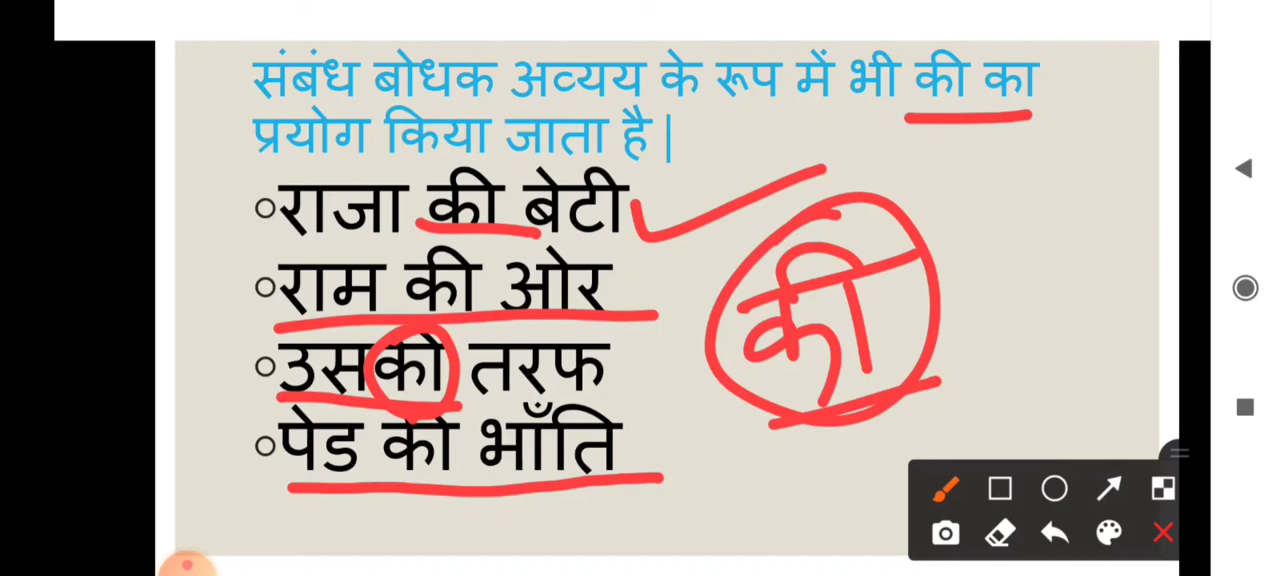 संबंध बोधक अव्यय के रूप में भी की का
प्रयोग किया जाता है |
राजा की बेटी
राम की ओर
उसकी तरफ
पेड की भाँति
की